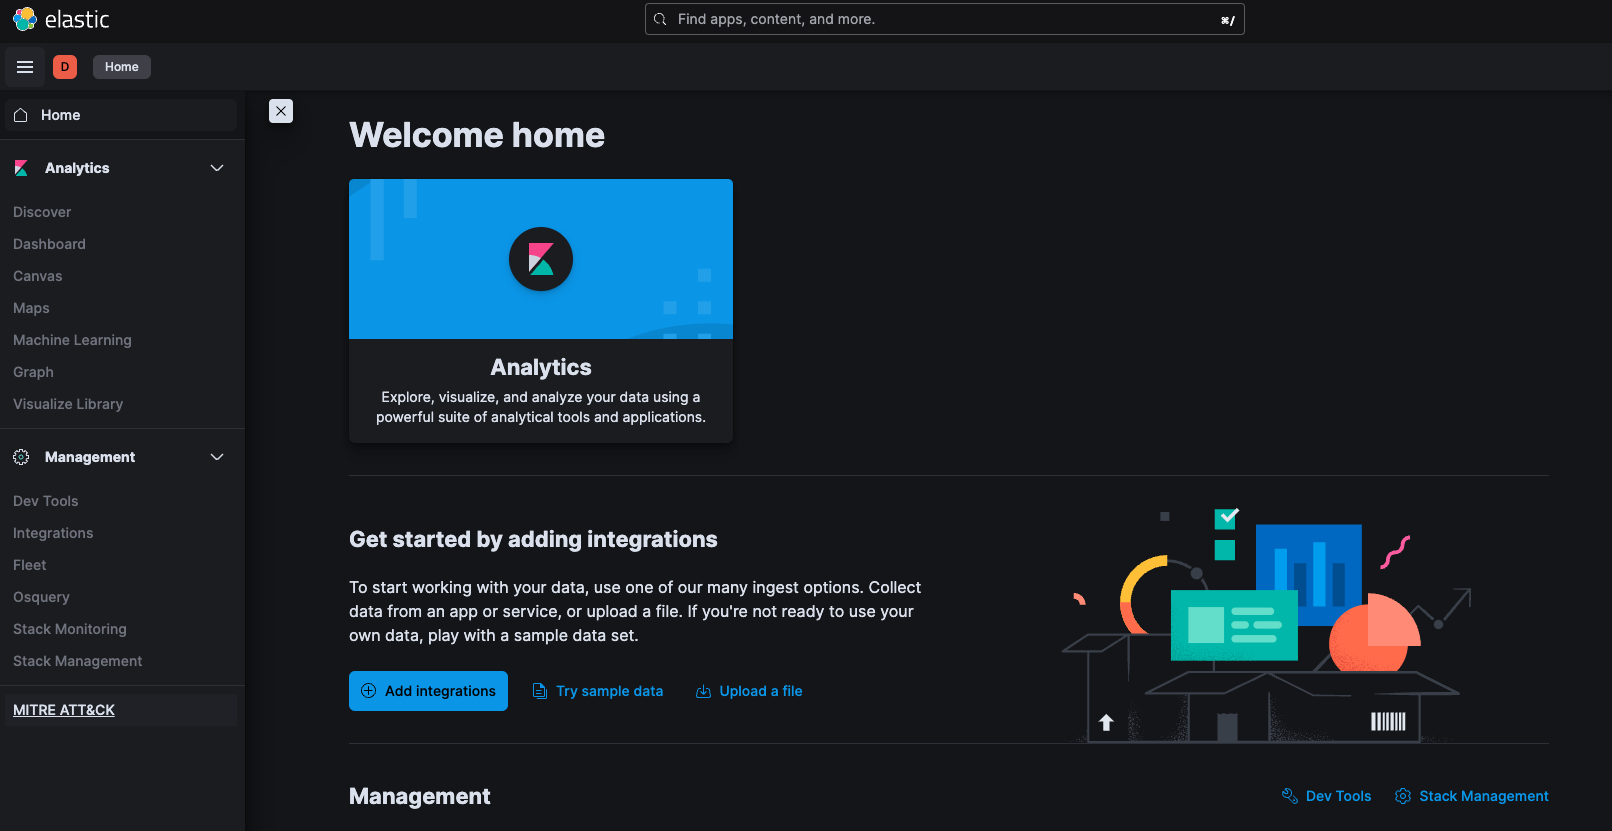 elastic
Find apps, content, and more.
⌘/
D
Home
Home
Analytics
Discover
Dashboard
Canvas
Maps
Machine Learning
Graph
Visualize Library
Management
Dev Tools
Integrations
Fleet
Osquery
Stack Monitoring
Stack Management
MITRE ATT&CK
Welcome home
Analytics
Explore, visualize, and analyze your data using a
powerful suite of analytical tools and applications.
Get started by adding integrations
To start working with your data, use one of our many ingest options. Collect
data from an app or service, or upload a file. If you're not ready to use your
own data, play with a sample data set.
Add integrations
Try sample data
Upload a file
Management
Dev Tools
Stack Management